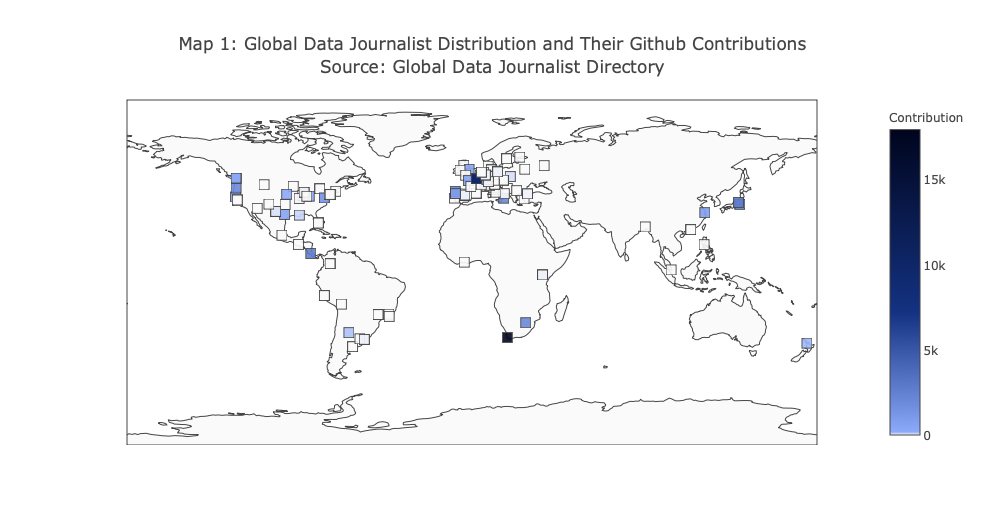 Map 1: Global Data Journalist Distribution and Their Github Contributions
Source: Global Data Journalist Directory
Contribution
15k
10k
5k
0